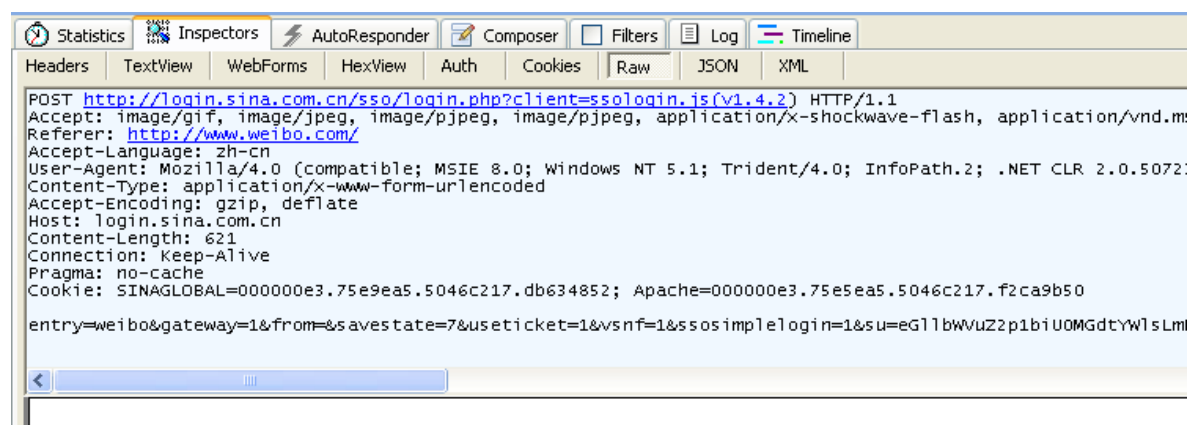 Statistics Inspectors AutoResponder Composer Filters Log Timeline
Headers TextView WebForms HexView Auth Cookies Raw JSON XML
POST http://login.sina.com.cn/sso/login.php?client=ssologin.js(v1.4.2) HTTP/1.1
Accept: image/gif, image/jpeg, image/pjpeg, image/pjpeg, application/x-shockwave-flash, application/vnd.ms
Referer: http://www.weibo.com/
Accept-Language: zh-cn
User-Agent: Mozilla/4.0 (compatible; MSIE 8.0; Windows NT 5.1; Trident/4.0; InfoPath.2; .NET CLR 2.0.50727
Content-Type: application/x-www-form-urlencoded
Accept-Encoding: gzip, deflate
Host: login.sina.com.cn
Content-Length: 621
Connection: Keep-Alive
Pragma: no-cache
Cookie: SINAGLOBAL=000000e3.75e9ea5.5046c217.db634852; Apache=000000e3.75e5ea5.5046c217.f2ca9b50
entry=weibo&gateway=1&from=&savestate=7&useticket=1&vsnf=1&ssosimplelogin=1&su=eGllbWVuZ2p1biU0MGdtYWlsLm